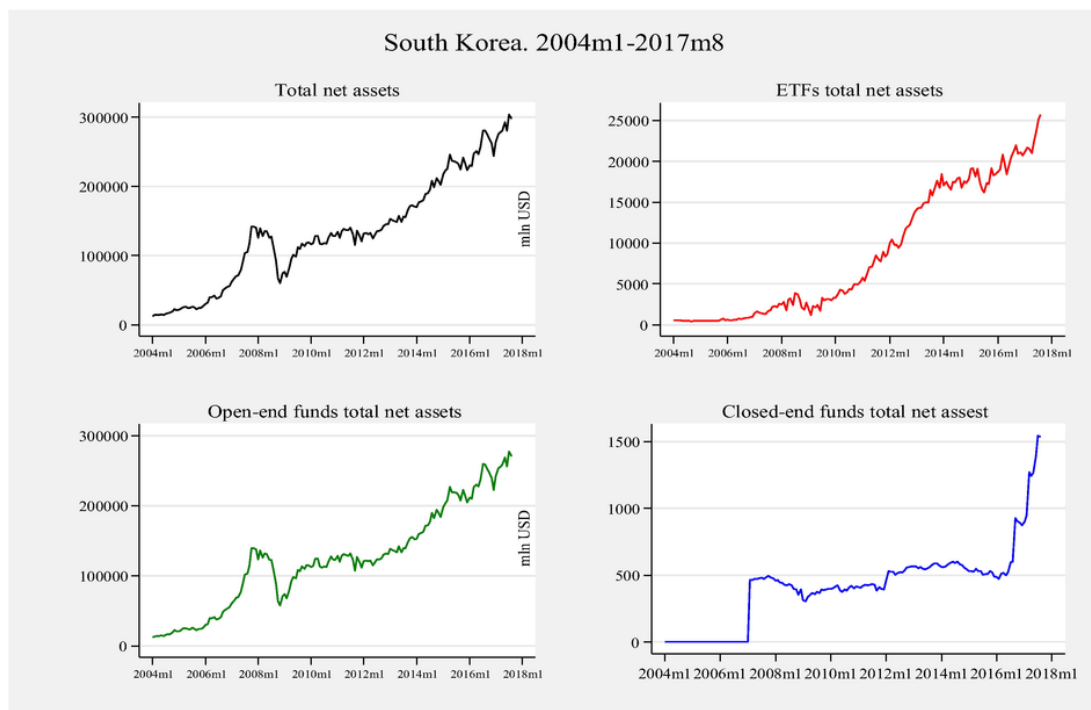 South Korea. 2004m1-2017m8
Total net assets
300000
200000
100000
0
2004m1 2006m1 2008m1 2010m1 2012m1 2014m1 2016m1 2018m1
ETFs total net assets
mln USD
25000
20000
15000
10000
5000
0
2004m1 2006m1 2008m1 2010m1 2012m1 2014m1 2016m1 2018m1
Open-end funds total net assets
300000
200000
100000
0
2004m1 2006m1 2008m1 2010m1 2012m1 2014m1 2016m1 2018m1
Closed-end funds total net assest
mln USD
1500
1000
500
0
2004m1 2006m1 2008m1 2010m1 2012m1 2014m1 2016m1 2018m1